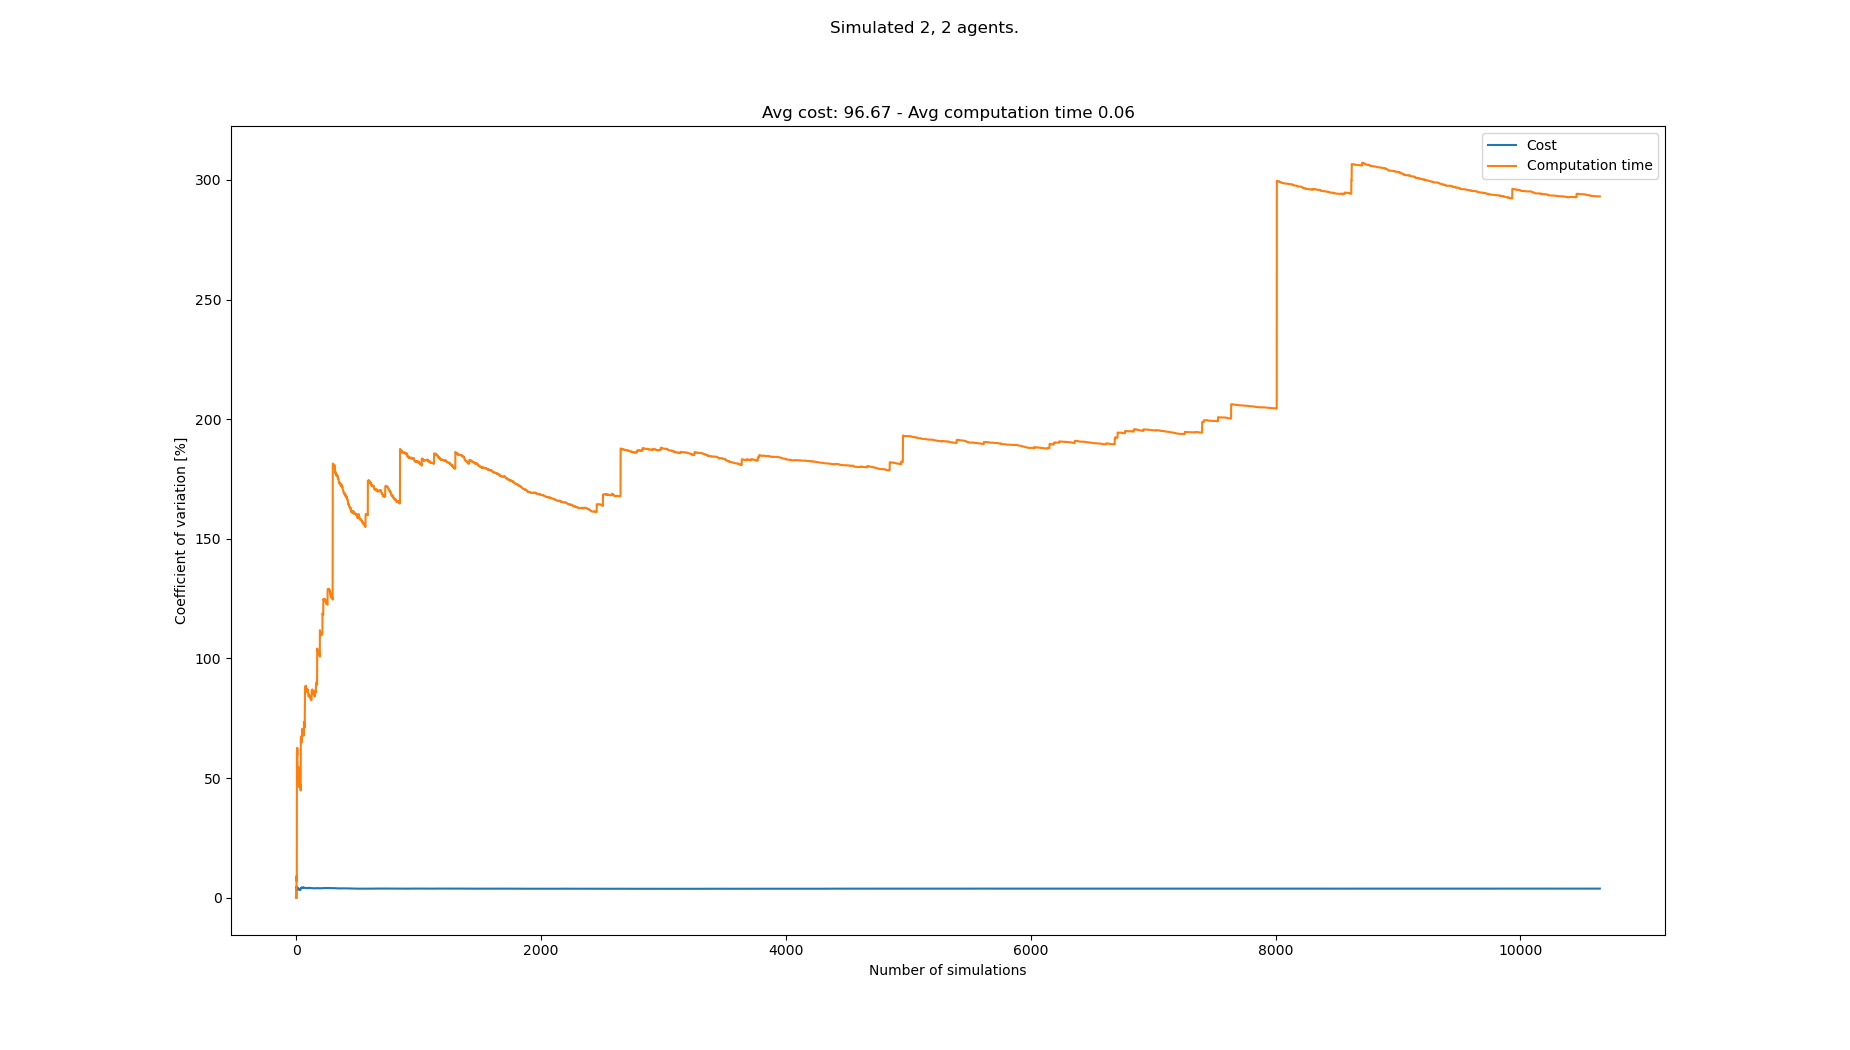 Simulated 2, 2 agents.
Avg cost: 96.67 - Avg computation time 0.06
Cost
Computation time
300
250
200
150
100
50
0
Coefficient of variation [%]
0 2000 4000 6000 8000 10000
Number of simulations